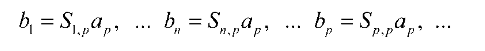 b₁ = S₁,ₚaₚ, ... bₙ = Sₙ,ₚaₚ, ... bₚ = Sₚ,ₚaₚ, ...